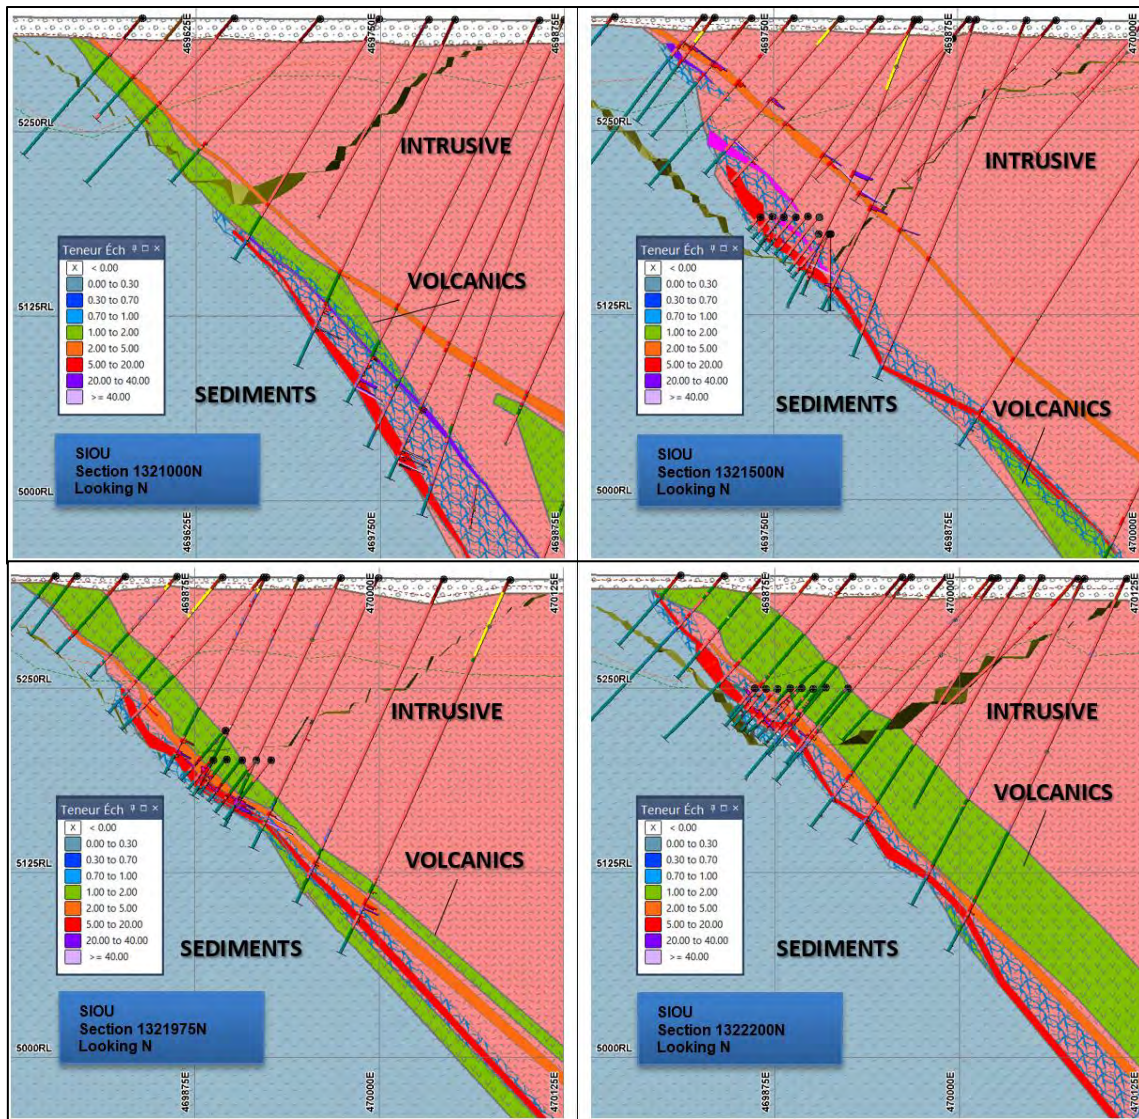 469625E
469750E
469875E
5250RL
INTRUSIVE
VOLCANICS
Teneur Éch
X < 0.00
0.00 to 0.30
0.30 to 0.70
0.70 to 1.00
1.00 to 2.00
2.00 to 5.00
5.00 to 20.00
20.00 to 40.00
>= 40.00
5125RL
SEDIMENTS
SIOU
Section 1321000N
Looking N
5000RL
469625E
469750E
469875E
469750E
469875E
470000E
5250RL
INTRUSIVE
Teneur Éch
X < 0.00
0.00 to 0.30
0.30 to 0.70
0.70 to 1.00
1.00 to 2.00
2.00 to 5.00
5.00 to 20.00
20.00 to 40.00
>= 40.00
5125RL
SEDIMENTS
VOLCANICS
SIOU
Section 1321500N
Looking N
5000RL
469750E
469875E
470000E
469875E
470000E
470125E
5250RL
INTRUSIVE
Teneur Éch
X < 0.00
0.00 to 0.30
0.30 to 0.70
0.70 to 1.00
1.00 to 2.00
2.00 to 5.00
5.00 to 20.00
20.00 to 40.00
>= 40.00
5125RL
VOLCANICS
SEDIMENTS
SIOU
Section 1321975N
Looking N
5000RL
469875E
470000E
470125E
469875E
470000E
470125E
5250RL
INTRUSIVE
VOLCANICS
Teneur Éch
X < 0.00
0.00 to 0.30
0.30 to 0.70
0.70 to 1.00
1.00 to 2.00
2.00 to 5.00
5.00 to 20.00
20.00 to 40.00
>= 40.00
5125RL
SEDIMENTS
SIOU
Section 1322200N
Looking N
5000RL
469875E
470000E
470125E